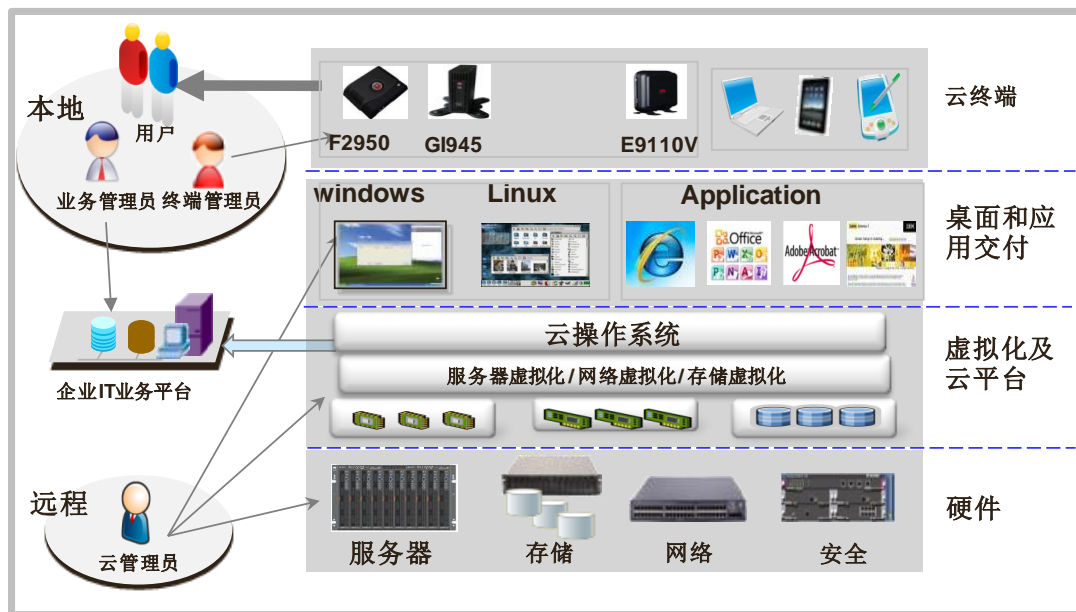 本地
用户
业务管理员
终端管理员
企业IT业务平台
远程
云管理员
F2950
GI945
E9110V
云终端
windows
Linux
Application
Office
AdobeAcrobat
IBM
桌面和应
用交付
云操作系统
服务器虚拟化/网络虚拟化/存储虚拟化
虚拟化及
云平台
服务器
存储
网络
安全
硬件